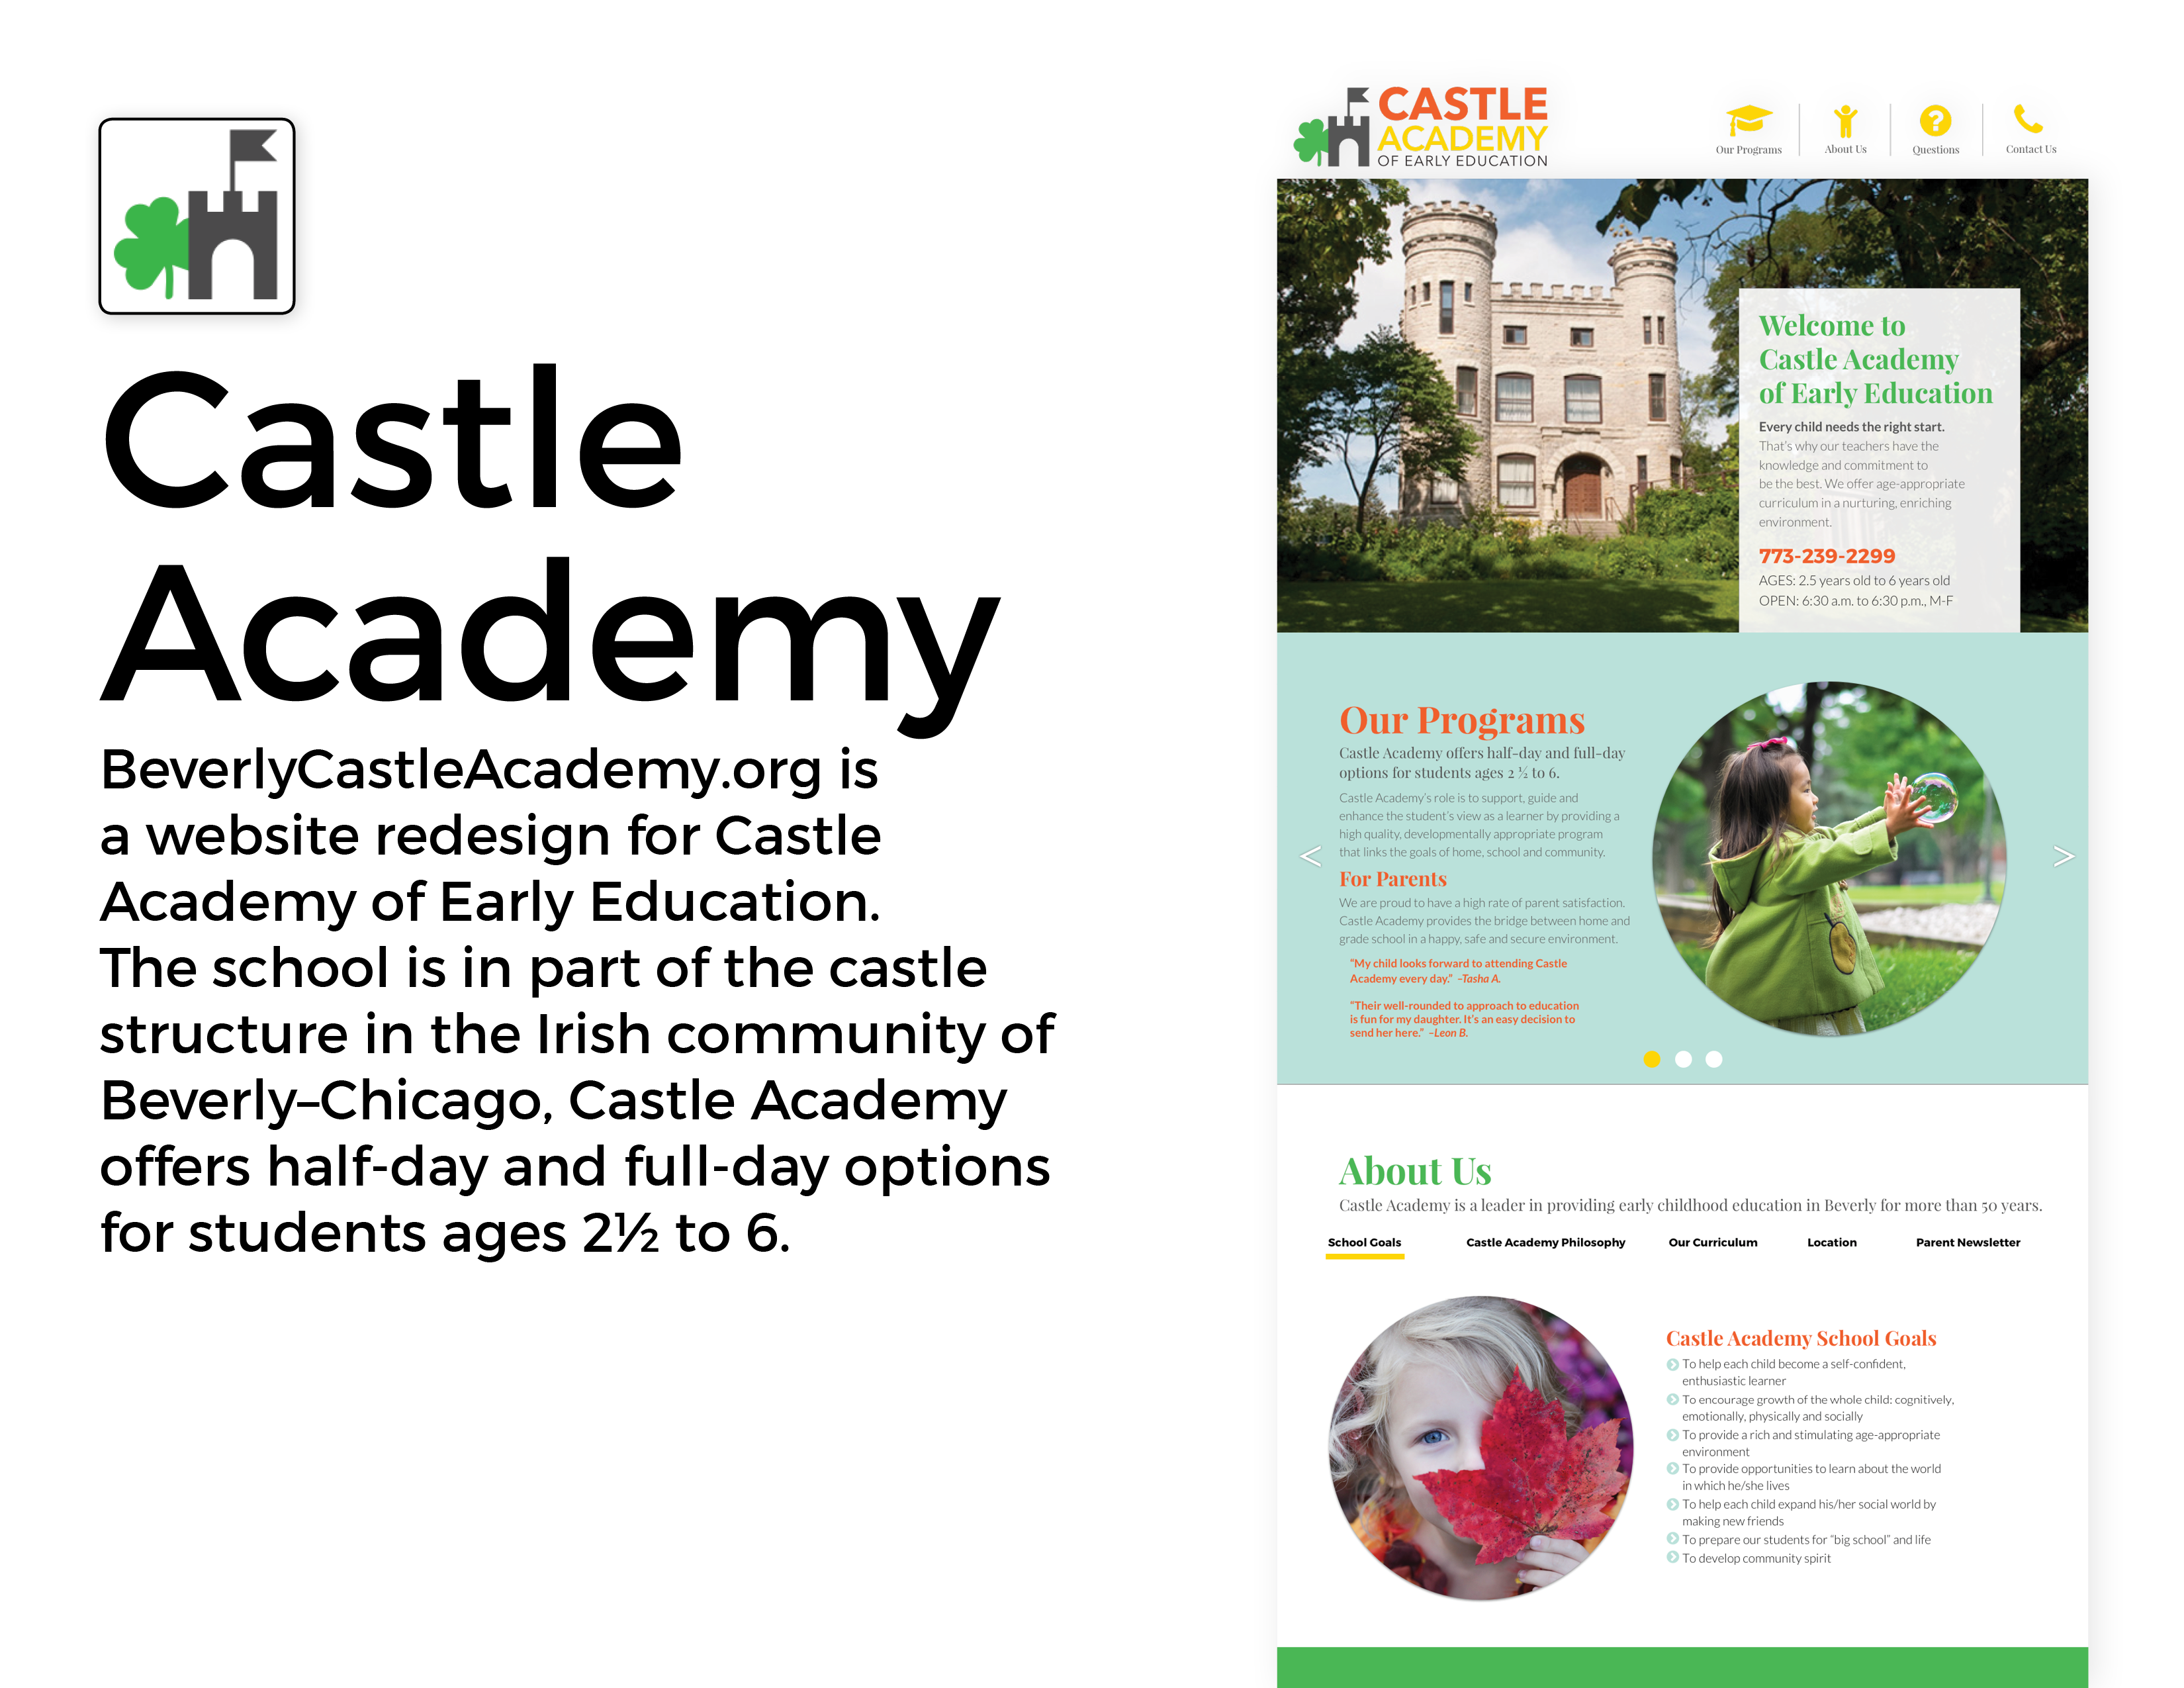 Castle
Academy
BeverlyCastleAcademy.org is
a website redesign for Castle
Academy of Early Education.
The school is in part of the castle
structure in the Irish community of
Beverly–Chicago, Castle Academy
offers half-day and full-day options
for students ages 2½ to 6.
CASTLE
ACADEMY
OF EARLY EDUCATION
Our Programs
About Us
Questions
Contact Us
Welcome to
Castle Academy
of Early Education
Every child needs the right start.
That's why our teachers have the
knowledge and commitment to
be the best. We offer age-appropriate
curriculum in a nurturing, enriching
environment.
773-239-2299
AGES: 2.5 years old to 6 years old
OPEN: 6:30 a.m. to 6:30 p.m., M-F
Our Programs
Castle Academy offers half-day and full-day
options for students ages 2 ½ to 6.
Castle Academy's role is to support, guide and
enhance the student's view as a learner by providing a
high quality, developmentally appropriate program
that links the goals of home, school and community.
For Parents
We are proud to have a high rate of parent satisfaction.
Castle Academy provides the bridge between home and
grade school in a happy, safe and secure environment.
"My child looks forward to attending Castle
Academy every day." –Tasha A.
"Their well-rounded to approach to education
is fun for my daughter. It's an easy decision to
send her here." –Leon B.
< >
About Us
Castle Academy is a leader in providing early childhood education in Beverly for more than 50 years.
School Goals
Castle Academy Philosophy
Our Curriculum
Location
Parent Newsletter
Castle Academy School Goals
To help each child become a self-confident,
enthusiastic learner
To encourage growth of the whole child: cognitively,
emotionally, physically and socially
To provide a rich and stimulating age-appropriate
environment
To provide opportunities to learn about the world
in which he/she lives
To help each child expand his/her social world by
making new friends
To prepare our students for "big school" and life
To develop community spirit